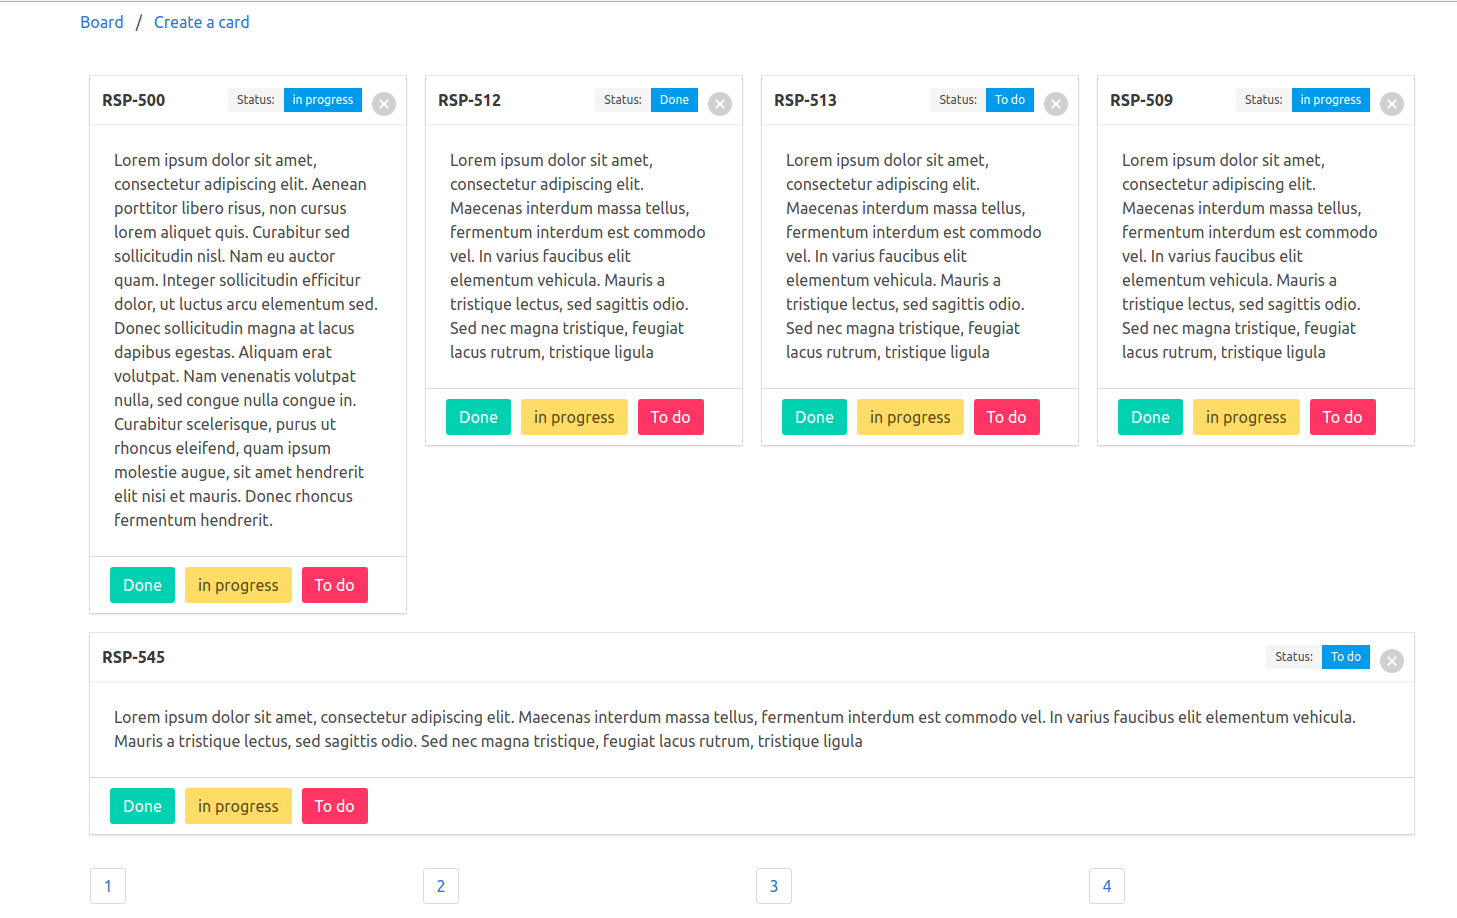 Board / Create a card
RSP-500 Status: in progress
Lorem ipsum dolor sit amet,
consectetur adipiscing elit. Aenean
porttitor libero risus, non cursus
lorem aliquet quis. Curabitur sed
sollicitudin nisl. Nam eu auctor
quam. Integer sollicitudin efficitur
dolor, ut luctus arcu elementum sed.
Donec sollicitudin magna at lacus
dapibus egestas. Aliquam erat
volutpat. Nam venenatis volutpat
nulla, sed congue nulla congue in.
Curabitur scelerisque, purus ut
rhoncus eleifend, quam ipsum
molestie augue, sit amet hendrerit
elit nisi et mauris. Donec rhoncus
fermentum hendrerit.
Done in progress To do
RSP-512 Status: Done
Lorem ipsum dolor sit amet,
consectetur adipiscing elit.
Maecenas interdum massa tellus,
fermentum interdum est commodo
vel. In varius faucibus elit
elementum vehicula. Mauris a
tristique lectus, sed sagittis odio.
Sed nec magna tristique, feugiat
lacus rutrum, tristique ligula
Done in progress To do
RSP-513 Status: To do
Lorem ipsum dolor sit amet,
consectetur adipiscing elit.
Maecenas interdum massa tellus,
fermentum interdum est commodo
vel. In varius faucibus elit
elementum vehicula. Mauris a
tristique lectus, sed sagittis odio.
Sed nec magna tristique, feugiat
lacus rutrum, tristique ligula
Done in progress To do
RSP-509 Status: in progress
Lorem ipsum dolor sit amet,
consectetur adipiscing elit.
Maecenas interdum massa tellus,
fermentum interdum est commodo
vel. In varius faucibus elit
elementum vehicula. Mauris a
tristique lectus, sed sagittis odio.
Sed nec magna tristique, feugiat
lacus rutrum, tristique ligula
Done in progress To do
RSP-545 Status: To do
Lorem ipsum dolor sit amet, consectetur adipiscing elit. Maecenas interdum massa tellus, fermentum interdum est commodo vel. In varius faucibus elit elementum vehicula.
Mauris a tristique lectus, sed sagittis odio. Sed nec magna tristique, feugiat lacus rutrum, tristique ligula
Done in progress To do
1 2 3 4